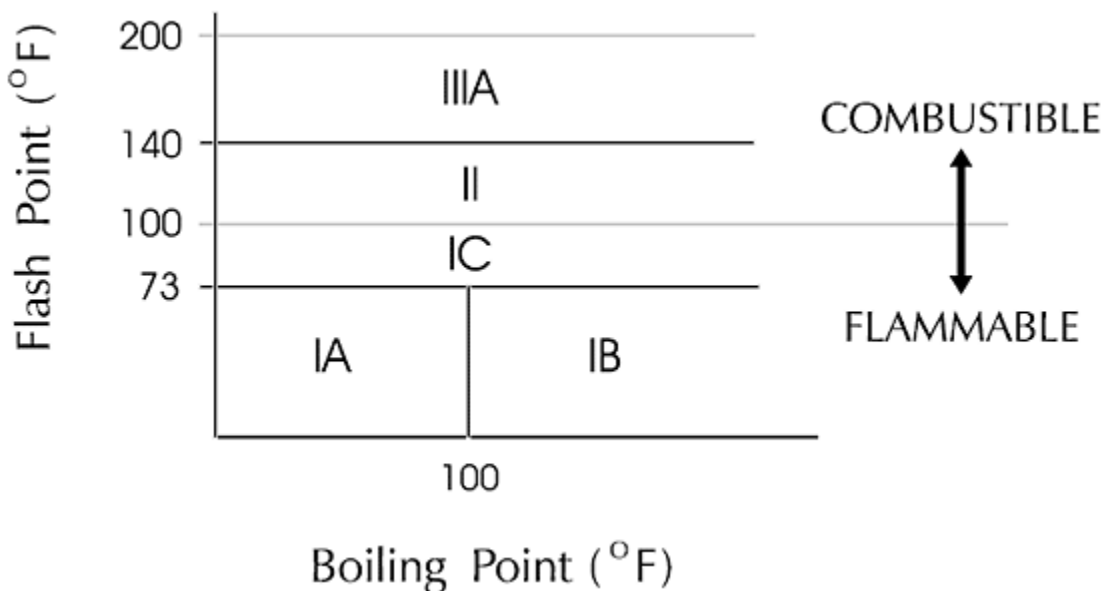 Flash Point (°F)
200
IIIA
COMBUSTIBLE
140
II
100
IC
73
FLAMMABLE
IA
IB
100
Boiling Point (°F)